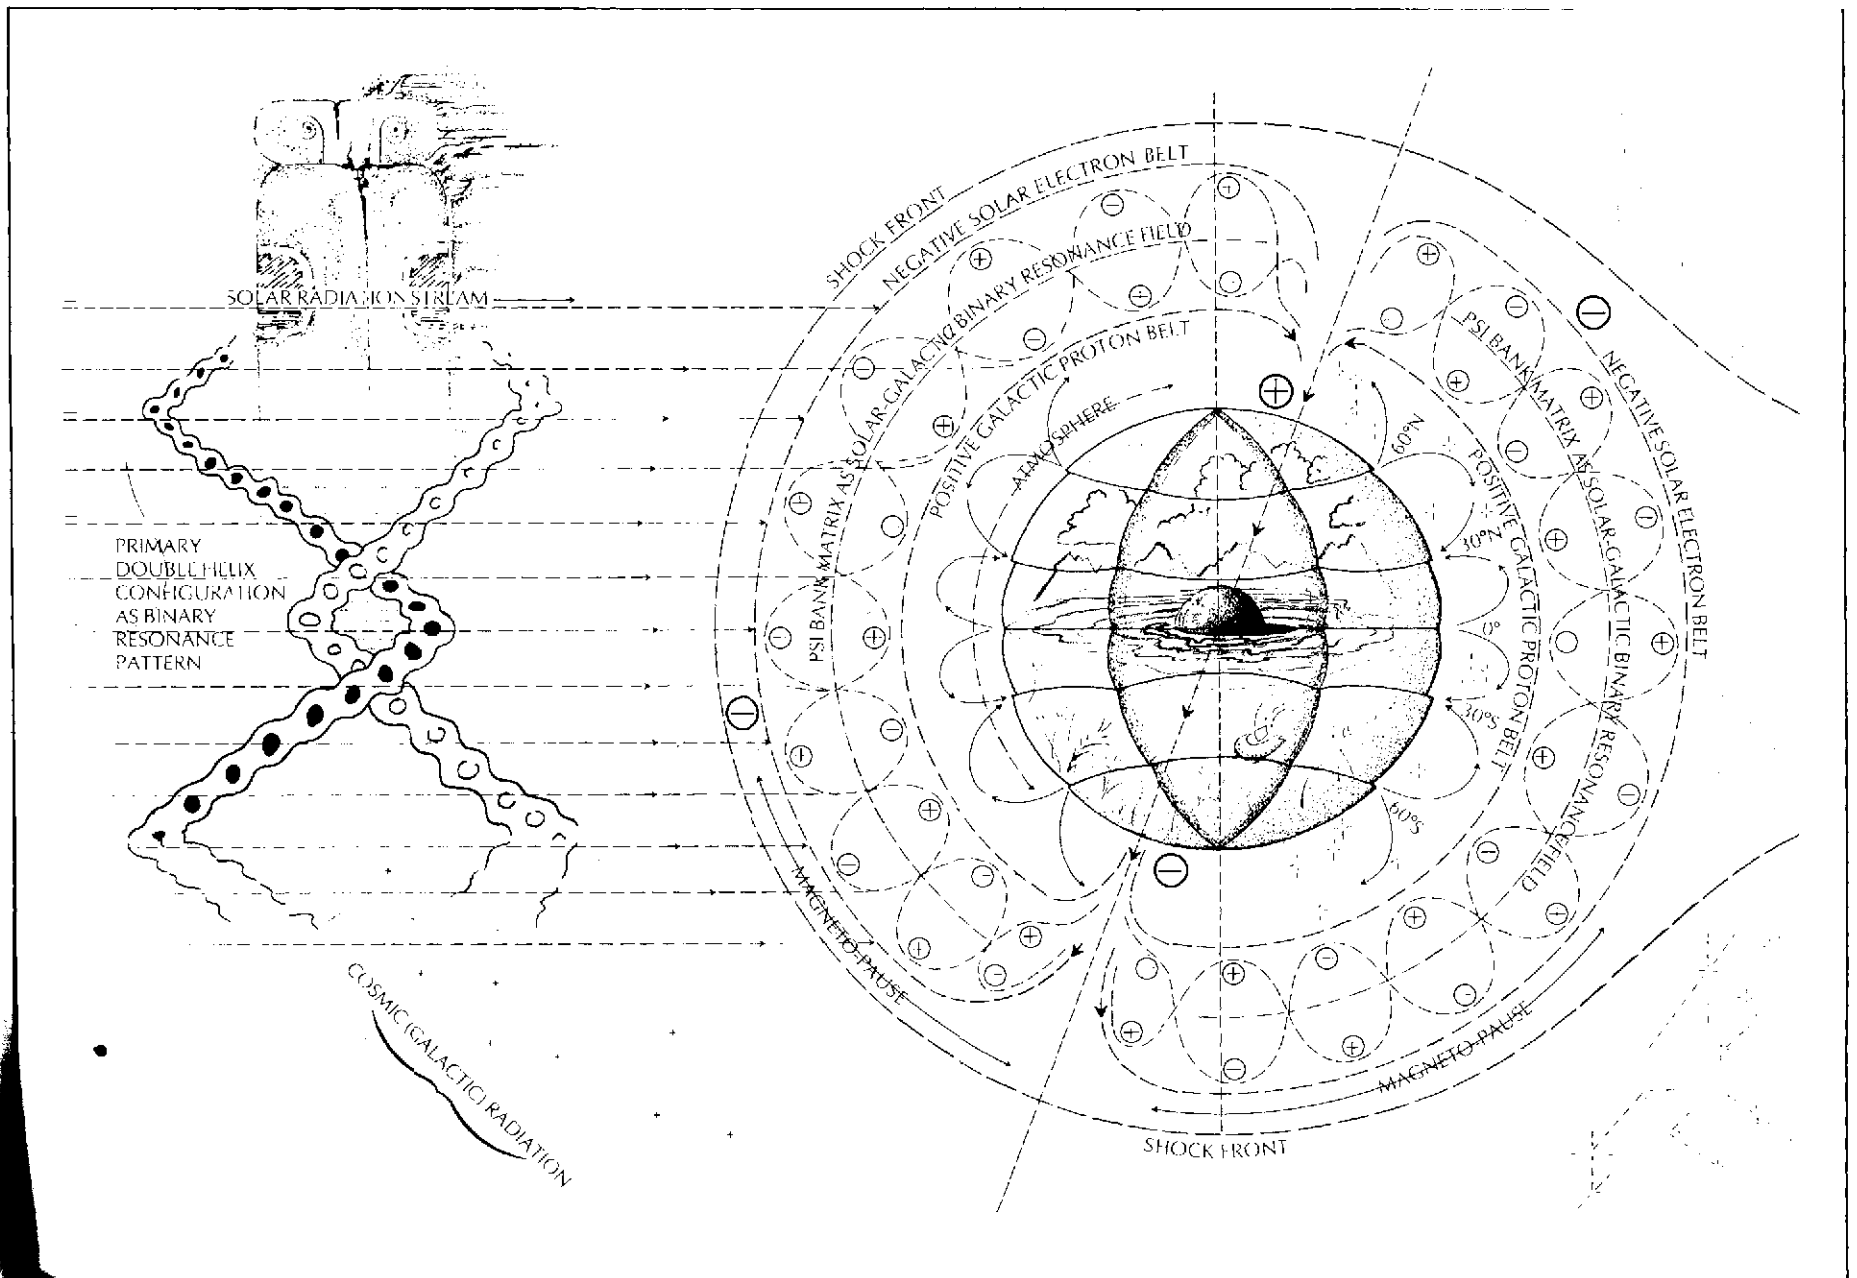 SOLAR RADIATION STREAM
PRIMARY
DOUBLE HELIX
CONFIGURATION
AS BINARY
RESONANCE
PATTERN
COSMIC (GALACTIC) RADIATION
SHOCK FRONT
NEGATIVE SOLAR ELECTRON BELT
PSI BANK MATRIX AS SOLAR-GALACTIC BINARY RESONANCE FIELD
POSITIVE GALACTIC PROTON BELT
ATMOSPHERE
60°N
30°N
0°
30°S
60°S
POSITIVE GALACTIC PROTON BELT
PSI BANK MATRIX AS SOLAR-GALACTIC BINARY RESONANCE FIELD
NEGATIVE SOLAR ELECTRON BELT
MAGNETO-PAUSE
MAGNETO-PAUSE
SHOCK FRONT